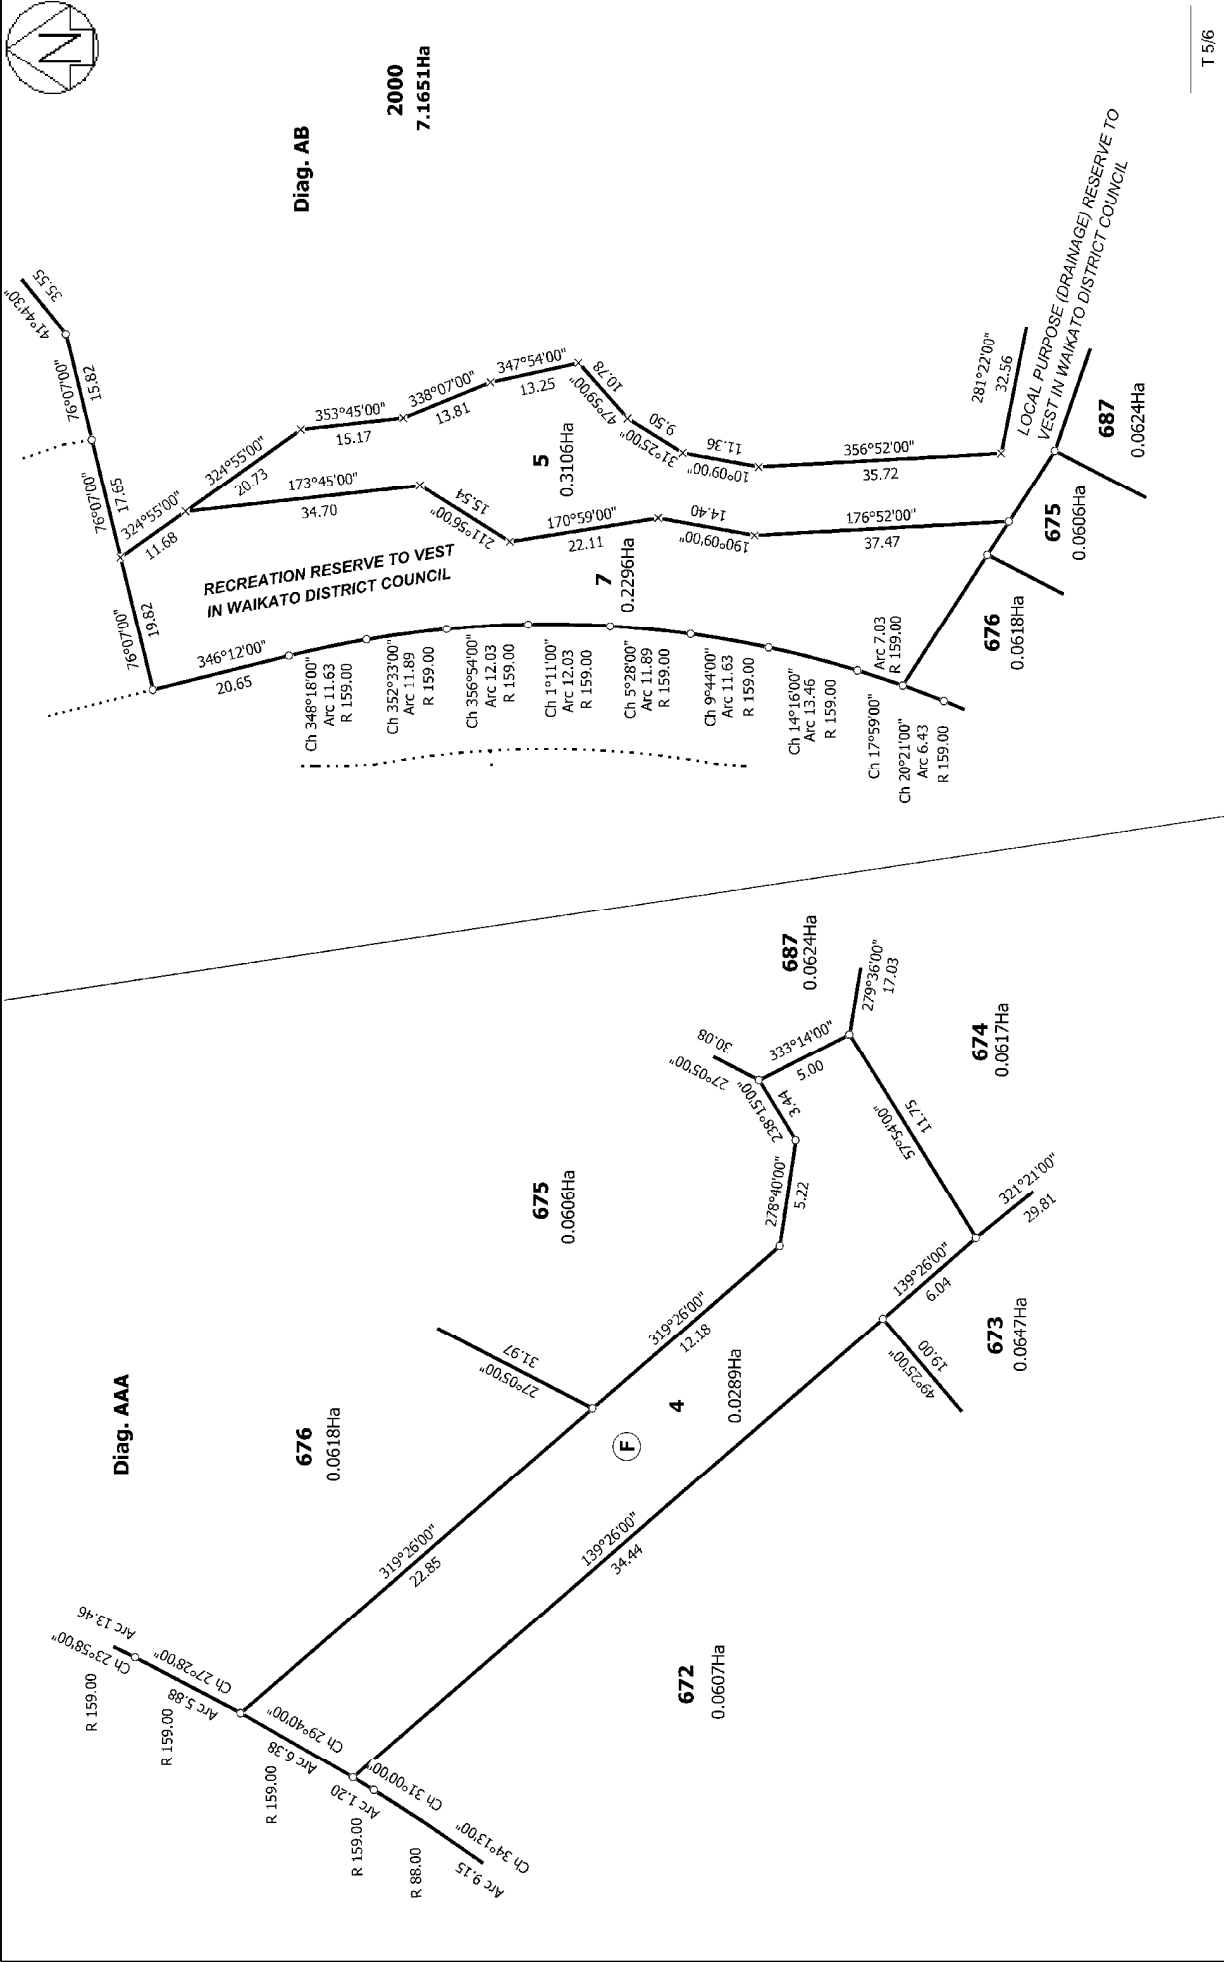 N
Diag. AB
2000
7.1651Ha
41°44'30"
35.55
76°07'00"
15.82
76°07'00"
17.65
76°07'00"
19.82
324°55'00"
11.68
324°55'00"
20.73
353°45'00"
15.17
338°07'00"
13.81
347°54'00"
13.25
47°59'00"
10.78
31°25'00"
9.50
10°09'00"
11.36
356°52'00"
35.72
281°22'00"
32.56
173°45'00"
34.70
211°56'00"
15.54
170°59'00"
22.11
190°09'00"
14.40
176°52'00"
37.47
5
0.3106Ha
7
0.2296Ha
RECREATION RESERVE TO VEST
IN WAIKATO DISTRICT COUNCIL
346°12'00"
20.65
Ch 348°18'00"
Arc 11.63
R 159.00
Ch 352°33'00"
Arc 11.89
R 159.00
Ch 356°54'00"
Arc 12.03
R 159.00
Ch 1°11'00"
Arc 12.03
R 159.00
Ch 5°28'00"
Arc 11.89
R 159.00
Ch 9°44'00"
Arc 11.63
R 159.00
Ch 14°16'00"
Arc 13.46
R 159.00
Ch 17°59'00"
Arc 7.03
R 159.00
Ch 20°21'00"
Arc 6.43
R 159.00
LOCAL PURPOSE (DRAINAGE) RESERVE TO
VEST IN WAIKATO DISTRICT COUNCIL
687
0.0624Ha
675
0.0606Ha
676
0.0618Ha
T 5/6
Diag. AAA
676
0.0618Ha
675
0.0606Ha
687
0.0624Ha
674
0.0617Ha
673
0.0647Ha
672
0.0607Ha
F
4
0.0289Ha
R 159.00
Ch 23°58'00"
Arc 13.46
R 159.00
Arc 5.88
Ch 27°28'00"
R 159.00
Arc 6.38
Ch 29°40'00"
R 159.00
Arc 1.20
Ch 31°00'00"
R 88.00
Arc 9.15
Ch 34°13'00"
319°26'00"
22.85
27°05'00"
31.97
319°26'00"
12.18
278°40'00"
5.22
238°15'00"
3.44
27°05'00"
30.08
333°14'00"
5.00
279°36'00"
17.03
57°54'00"
11.75
321°21'00"
29.81
139°26'00"
6.04
49°25'00"
19.00
139°26'00"
34.44